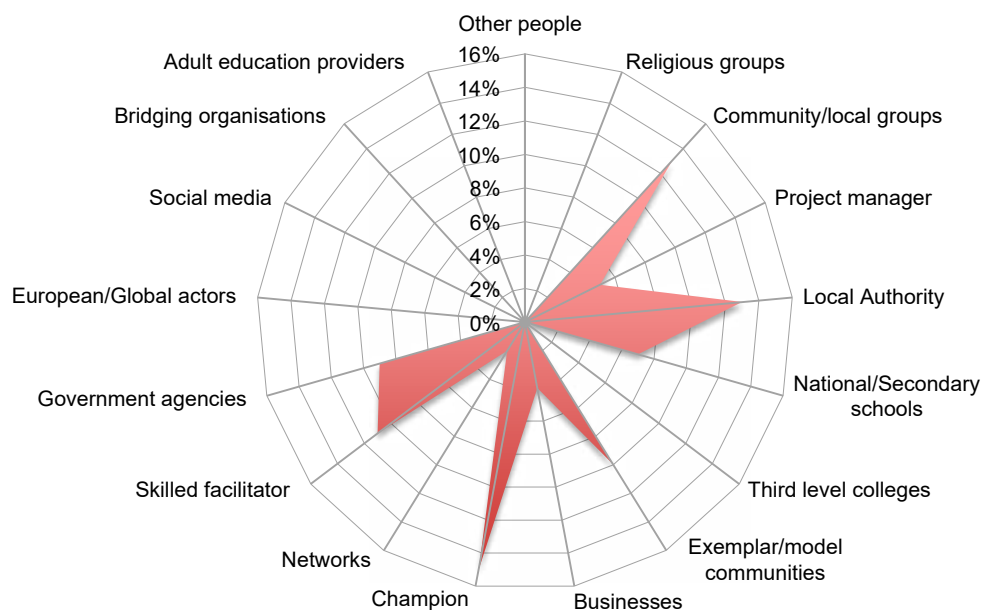 Other people
16%
Adult education providers
Religious groups
14%
Bridging organisations
12%
Community/local groups
10%
8%
Social media
Project manager
6%
4%
2%
European/Global actors
Local Authority
0%
National/Secondary
schools
Government agencies
Skilled facilitator
Third level colleges
Exemplar/model
communities
Networks
Champion
Businesses